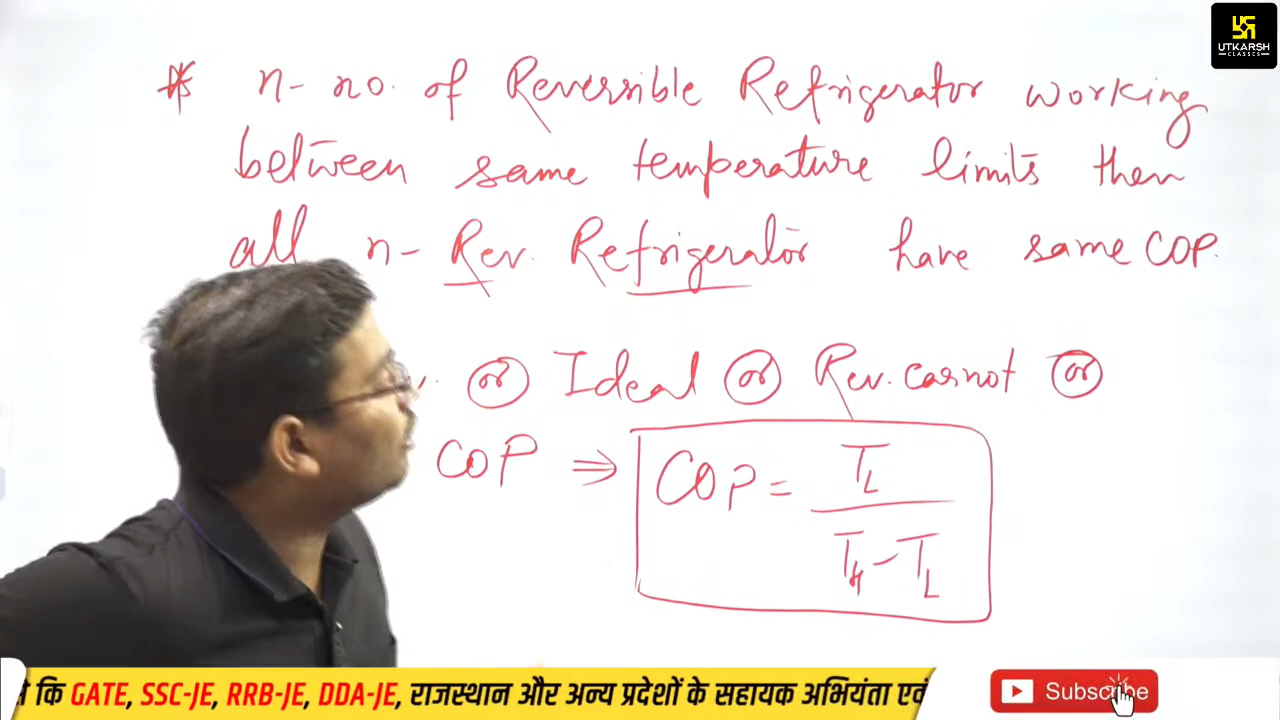 UTKARSH
CLASSES
* n- no. of Reversible Refrigerator working
between same temperature limits then
all n- Rev. Refrigerator have same COP.
or Ideal or Rev. carnot or
COP ⇒ COP = T_L / (T_H - T_L)
कि GATE, SSC-JE, RRB-JE, DDA-JE, राजस्थान और अन्य प्रदेशों के सहायक अभियंता
Subscribe